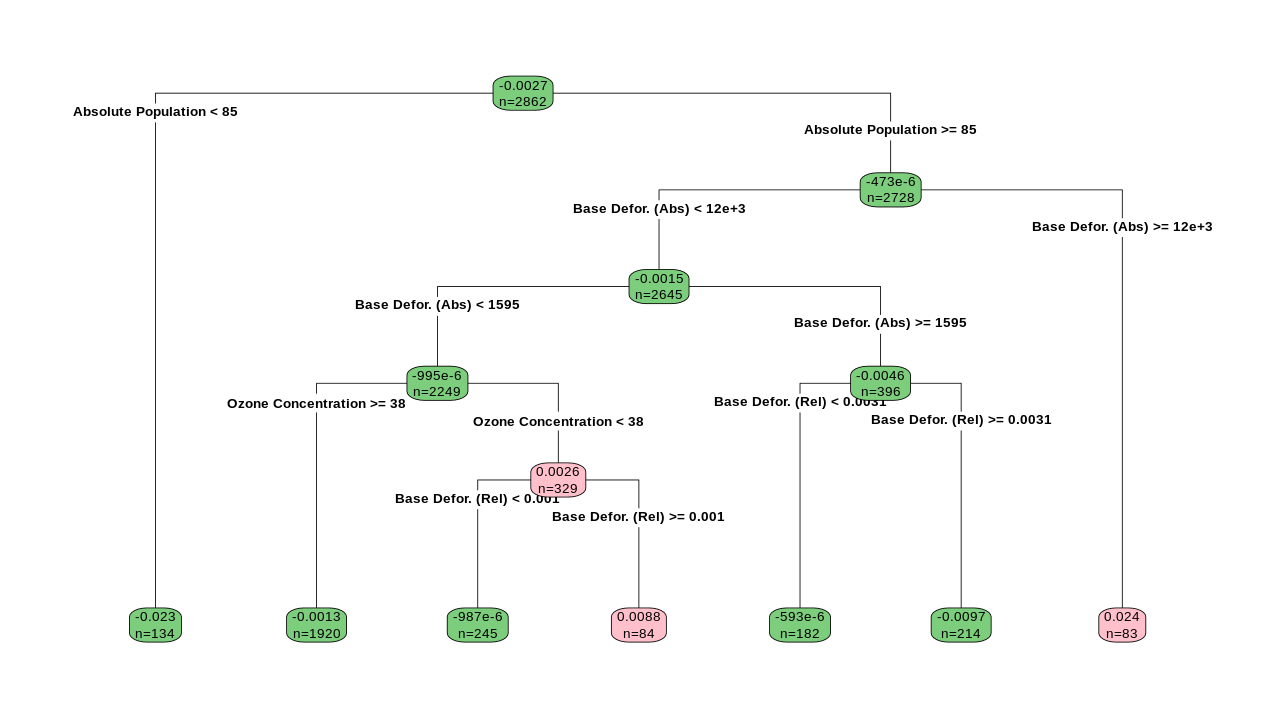 -0.0027
n=2862
Absolute Population < 85
Absolute Population >= 85
-473e-6
n=2728
Base Defor. (Abs) < 12e+3
Base Defor. (Abs) >= 12e+3
-0.0015
n=2645
Base Defor. (Abs) < 1595
Base Defor. (Abs) >= 1595
-995e-6
n=2249
-0.0046
n=396
Ozone Concentration >= 38
Base Defor. (Rel) < 0.0031
Ozone Concentration < 38
Base Defor. (Rel) >= 0.0031
0.0026
n=329
Base Defor. (Rel) < 0.001
Base Defor. (Rel) >= 0.001
-0.023
n=134
-0.0013
n=1920
-987e-6
n=245
0.0088
n=84
-593e-6
n=182
-0.0097
n=214
0.024
n=83